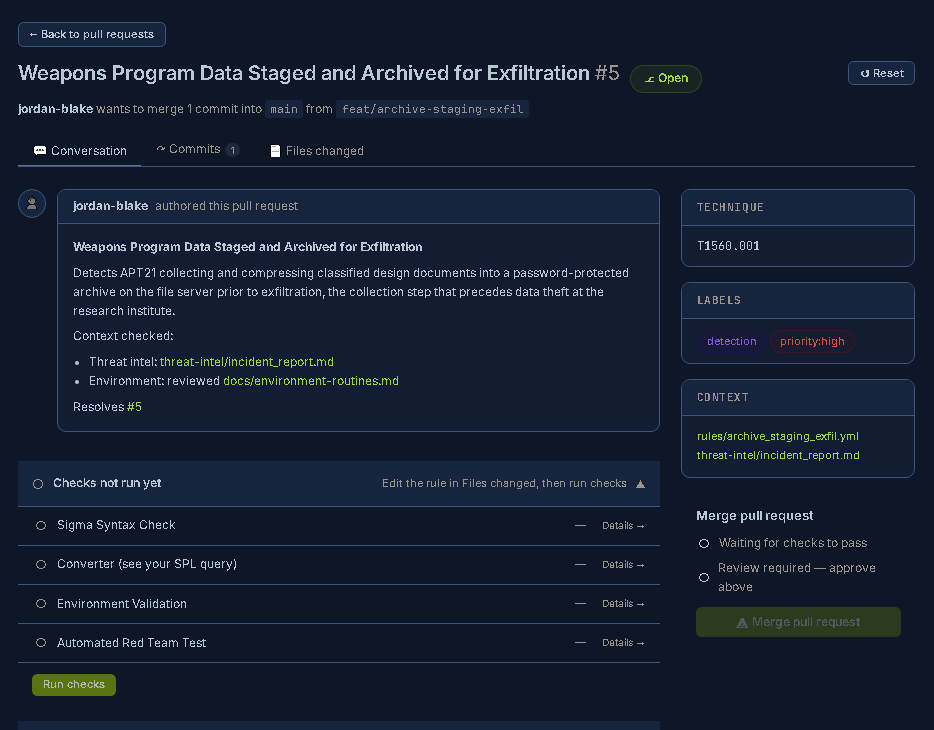 ← Back to pull requests
Weapons Program Data Staged and Archived for Exfiltration #5 Open
↺ Reset
jordan-blake wants to merge 1 commit into main from feat/archive-staging-exfil
Conversation
Commits 1
Files changed
jordan-blake authored this pull request
Weapons Program Data Staged and Archived for Exfiltration
Detects APT21 collecting and compressing classified design documents into a password-protected
archive on the file server prior to exfiltration, the collection step that precedes data theft at the
research institute.
Context checked:
• Threat intel: threat-intel/incident_report.md
• Environment: reviewed docs/environment-routines.md
Resolves #5
Checks not run yet
Edit the rule in Files changed, then run checks ▲
Sigma Syntax Check — Details →
Converter (see your SPL query) — Details →
Environment Validation — Details →
Automated Red Team Test — Details →
Run checks
TECHNIQUE
T1560.001
LABELS
detection priority:high
CONTEXT
rules/archive_staging_exfil.yml
threat-intel/incident_report.md
Merge pull request
Waiting for checks to pass
Review required — approve
above
Merge pull request